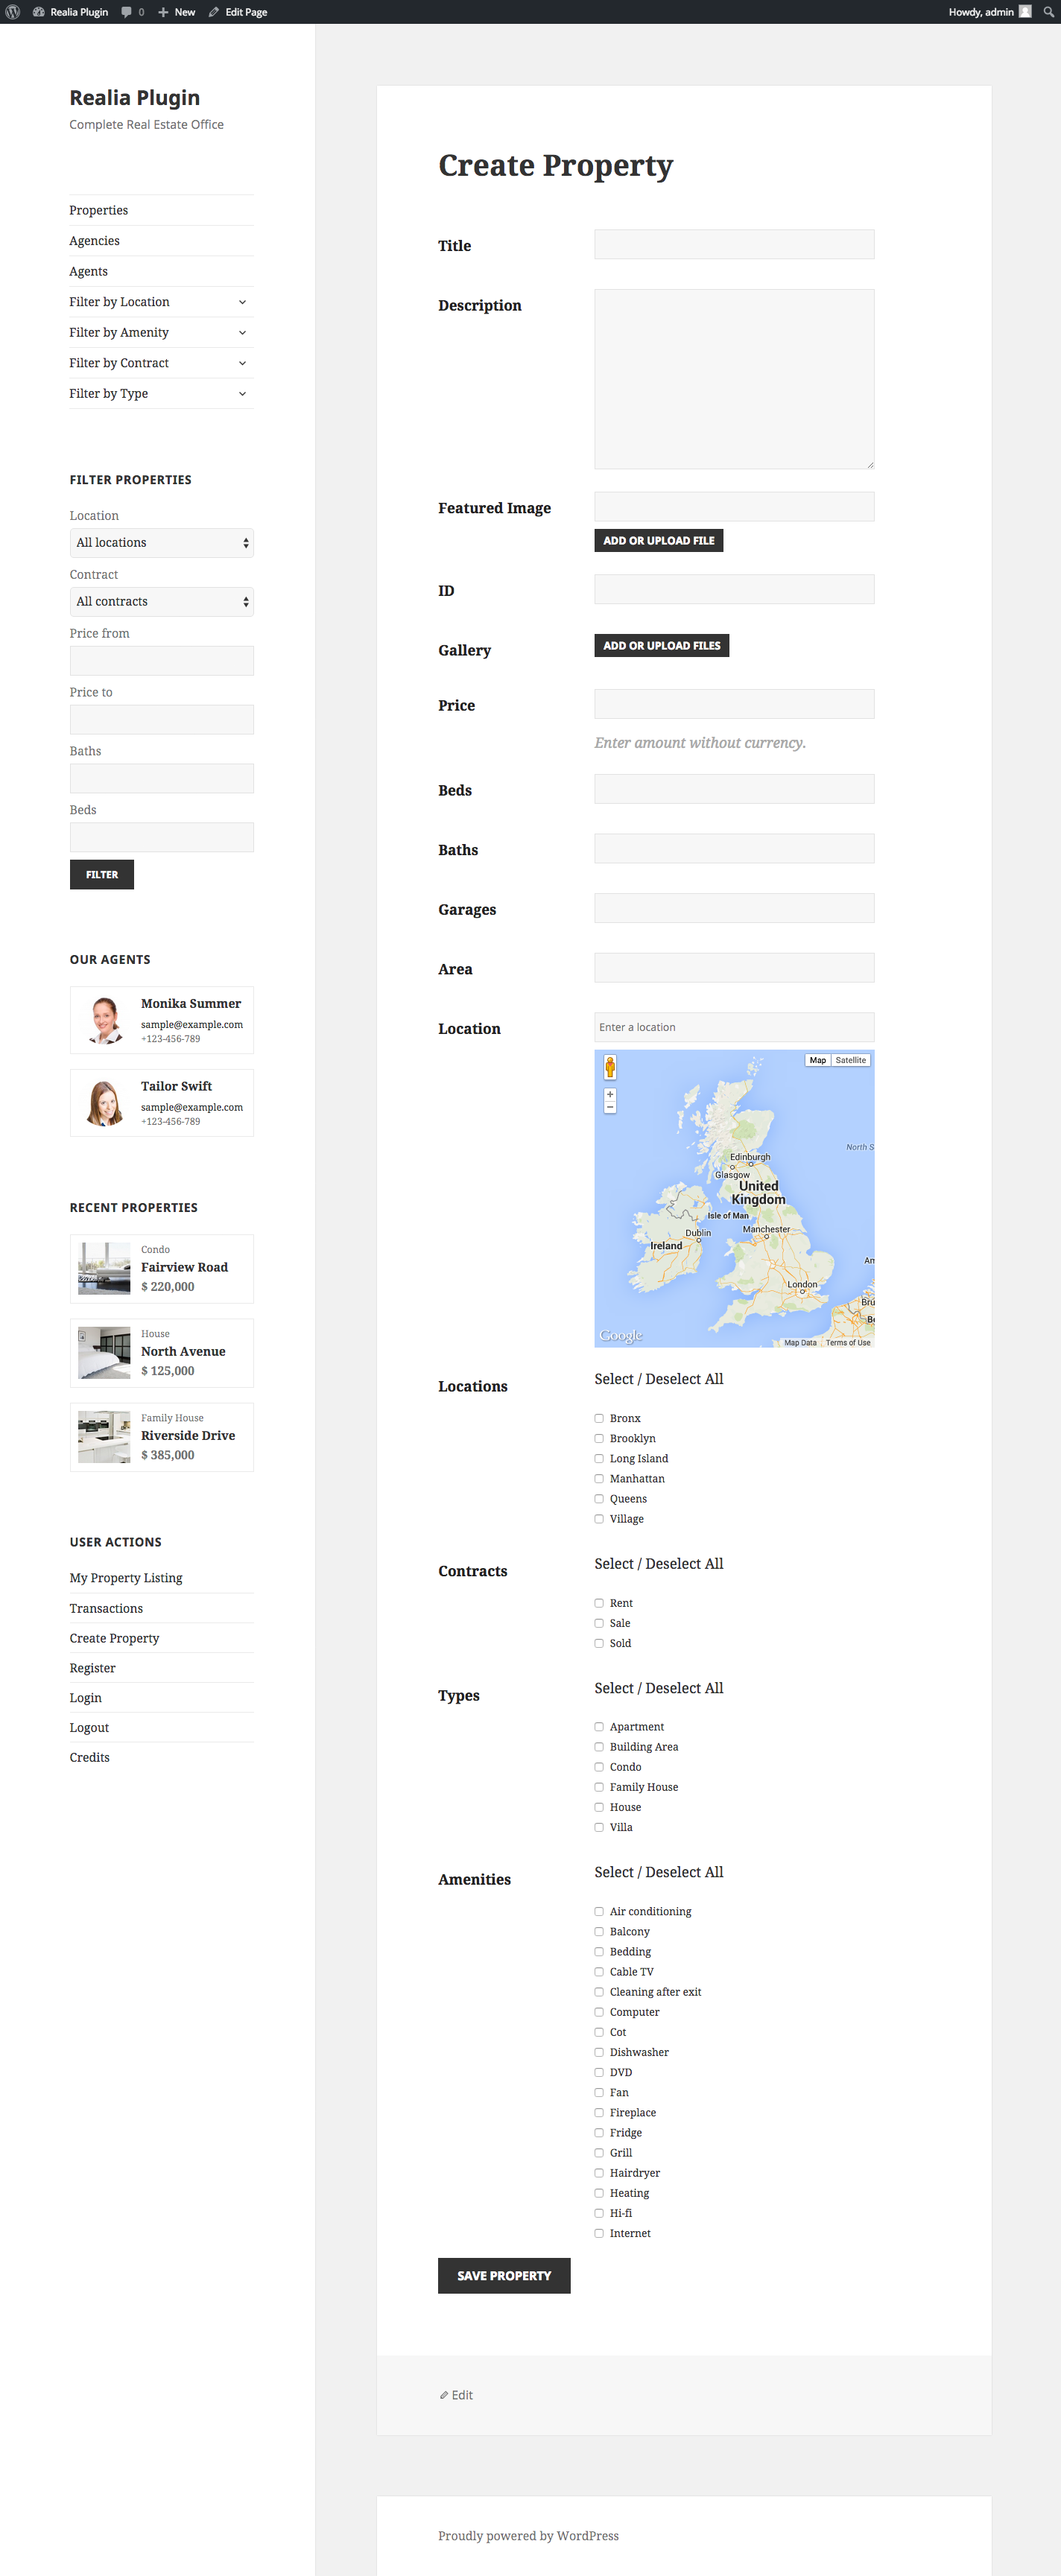 Realia Plugin 0 New Edit Page Howdy, admin
Realia Plugin
Complete Real Estate Office
Properties
Agencies
Agents
Filter by Location
Filter by Amenity
Filter by Contract
Filter by Type
FILTER PROPERTIES
Location
All locations
Contract
All contracts
Price from
Price to
Baths
Beds
FILTER
OUR AGENTS
Monika Summer
sample@example.com
+123-456-789
Tailor Swift
sample@example.com
+123-456-789
RECENT PROPERTIES
Condo
Fairview Road
$ 220,000
House
North Avenue
$ 125,000
Family House
Riverside Drive
$ 385,000
USER ACTIONS
My Property Listing
Transactions
Create Property
Register
Login
Logout
Credits
Create Property
Title
Description
Featured Image
ADD OR UPLOAD FILE
ID
Gallery
ADD OR UPLOAD FILES
Price
Enter amount without currency.
Beds
Baths
Garages
Area
Location
Enter a location
Map Satellite
North S
Edinburgh
Glasgow
United
Kingdom
Isle of Man
Manchester
Dublin
Ireland
Am
London
Bru
Be
Google
Map Data Terms of Use
Locations
Select / Deselect All
Bronx
Brooklyn
Long Island
Manhattan
Queens
Village
Contracts
Select / Deselect All
Rent
Sale
Sold
Types
Select / Deselect All
Apartment
Building Area
Condo
Family House
House
Villa
Amenities
Select / Deselect All
Air conditioning
Balcony
Bedding
Cable TV
Cleaning after exit
Computer
Cot
Dishwasher
DVD
Fan
Fireplace
Fridge
Grill
Hairdryer
Heating
Hi-fi
Internet
SAVE PROPERTY
Edit
Proudly powered by WordPress